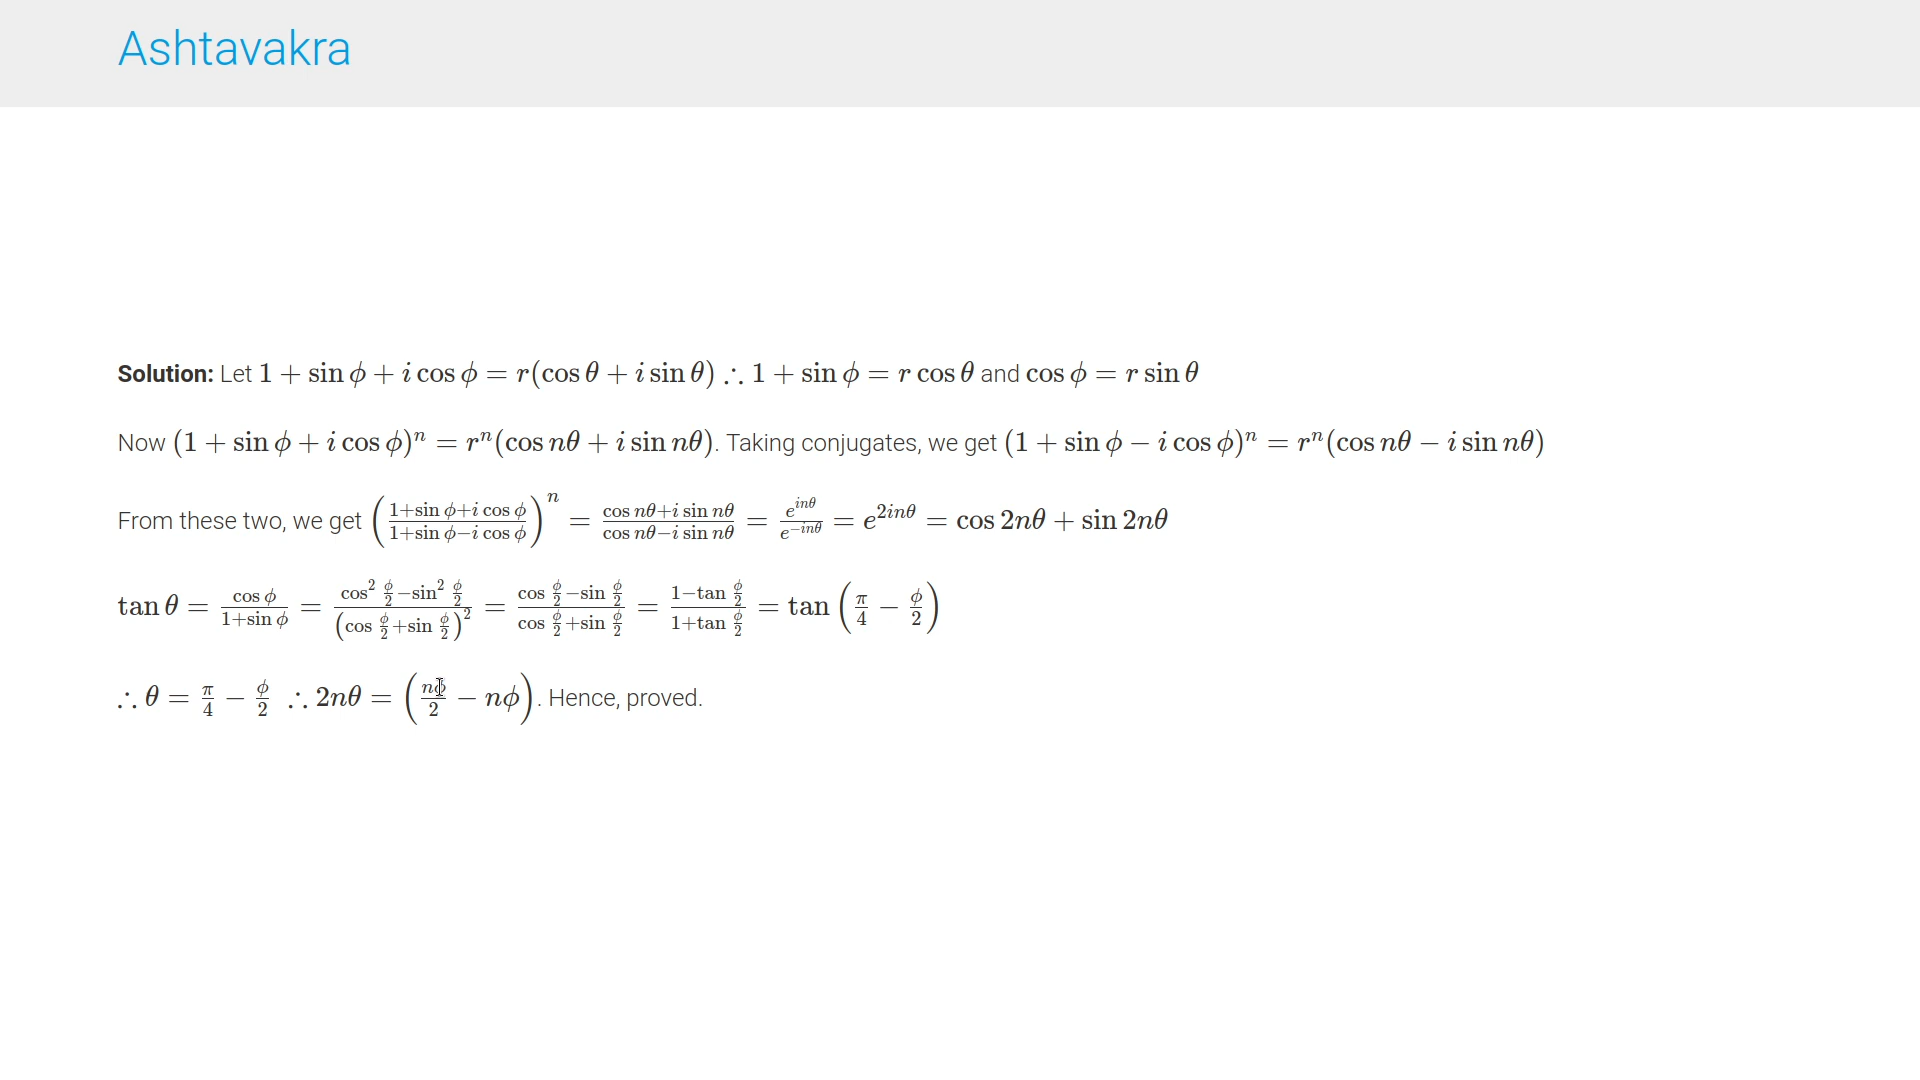 Ashtavakra
Solution: Let 1 + sin ϕ + i cos ϕ = r(cos θ + i sin θ) ∴ 1 + sin ϕ = r cos θ and cos ϕ = r sin θ
Now (1 + sin ϕ + i cos ϕ)^n = r^n(cos nθ + i sin nθ). Taking conjugates, we get (1 + sin ϕ − i cos ϕ)^n = r^n(cos nθ − i sin nθ)
From these two, we get ((1+sin ϕ+i cos ϕ)/(1+sin ϕ−i cos ϕ))^n = (cos nθ+i sin nθ)/(cos nθ−i sin nθ) = e^{inθ}/e^{−inθ} = e^{2inθ} = cos 2nθ + sin 2nθ
tan θ = cos ϕ/(1+sin ϕ) = (cos² ϕ/2 − sin² ϕ/2)/(cos ϕ/2 + sin ϕ/2)² = (cos ϕ/2 − sin ϕ/2)/(cos ϕ/2 + sin ϕ/2) = (1−tan ϕ/2)/(1+tan ϕ/2) = tan (π/4 − ϕ/2)
∴ θ = π/4 − ϕ/2 ∴ 2nθ = (nϕ/2 − nϕ). Hence, proved.